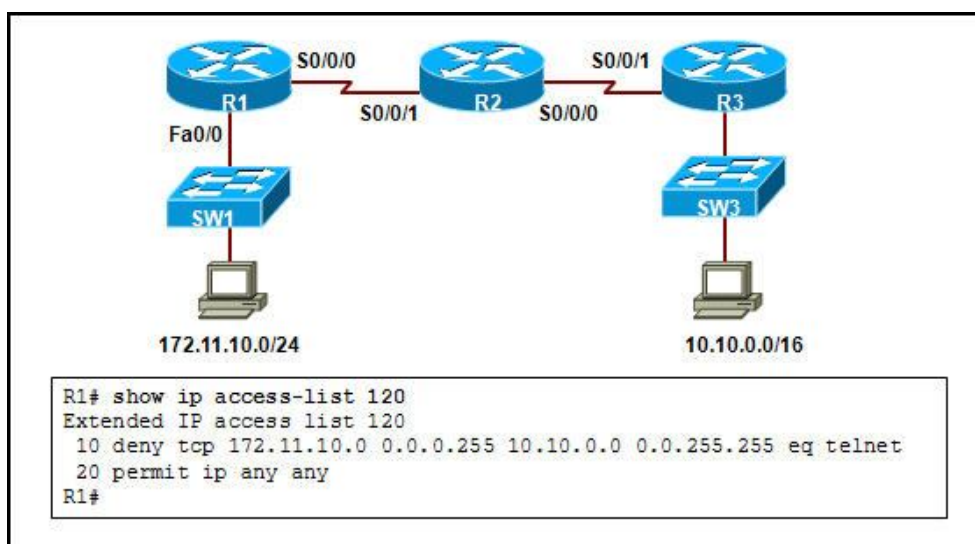 S0/0/0
S0/0/1
R1
R2
R3
S0/0/1
S0/0/0
Fa0/0
SW1
SW3
172.11.10.0/24
10.10.0.0/16
R1# show ip access-list 120
Extended IP access list 120
10 deny tcp 172.11.10.0 0.0.0.255 10.10.0.0 0.0.255.255 eq telnet
20 permit ip any any
R1#